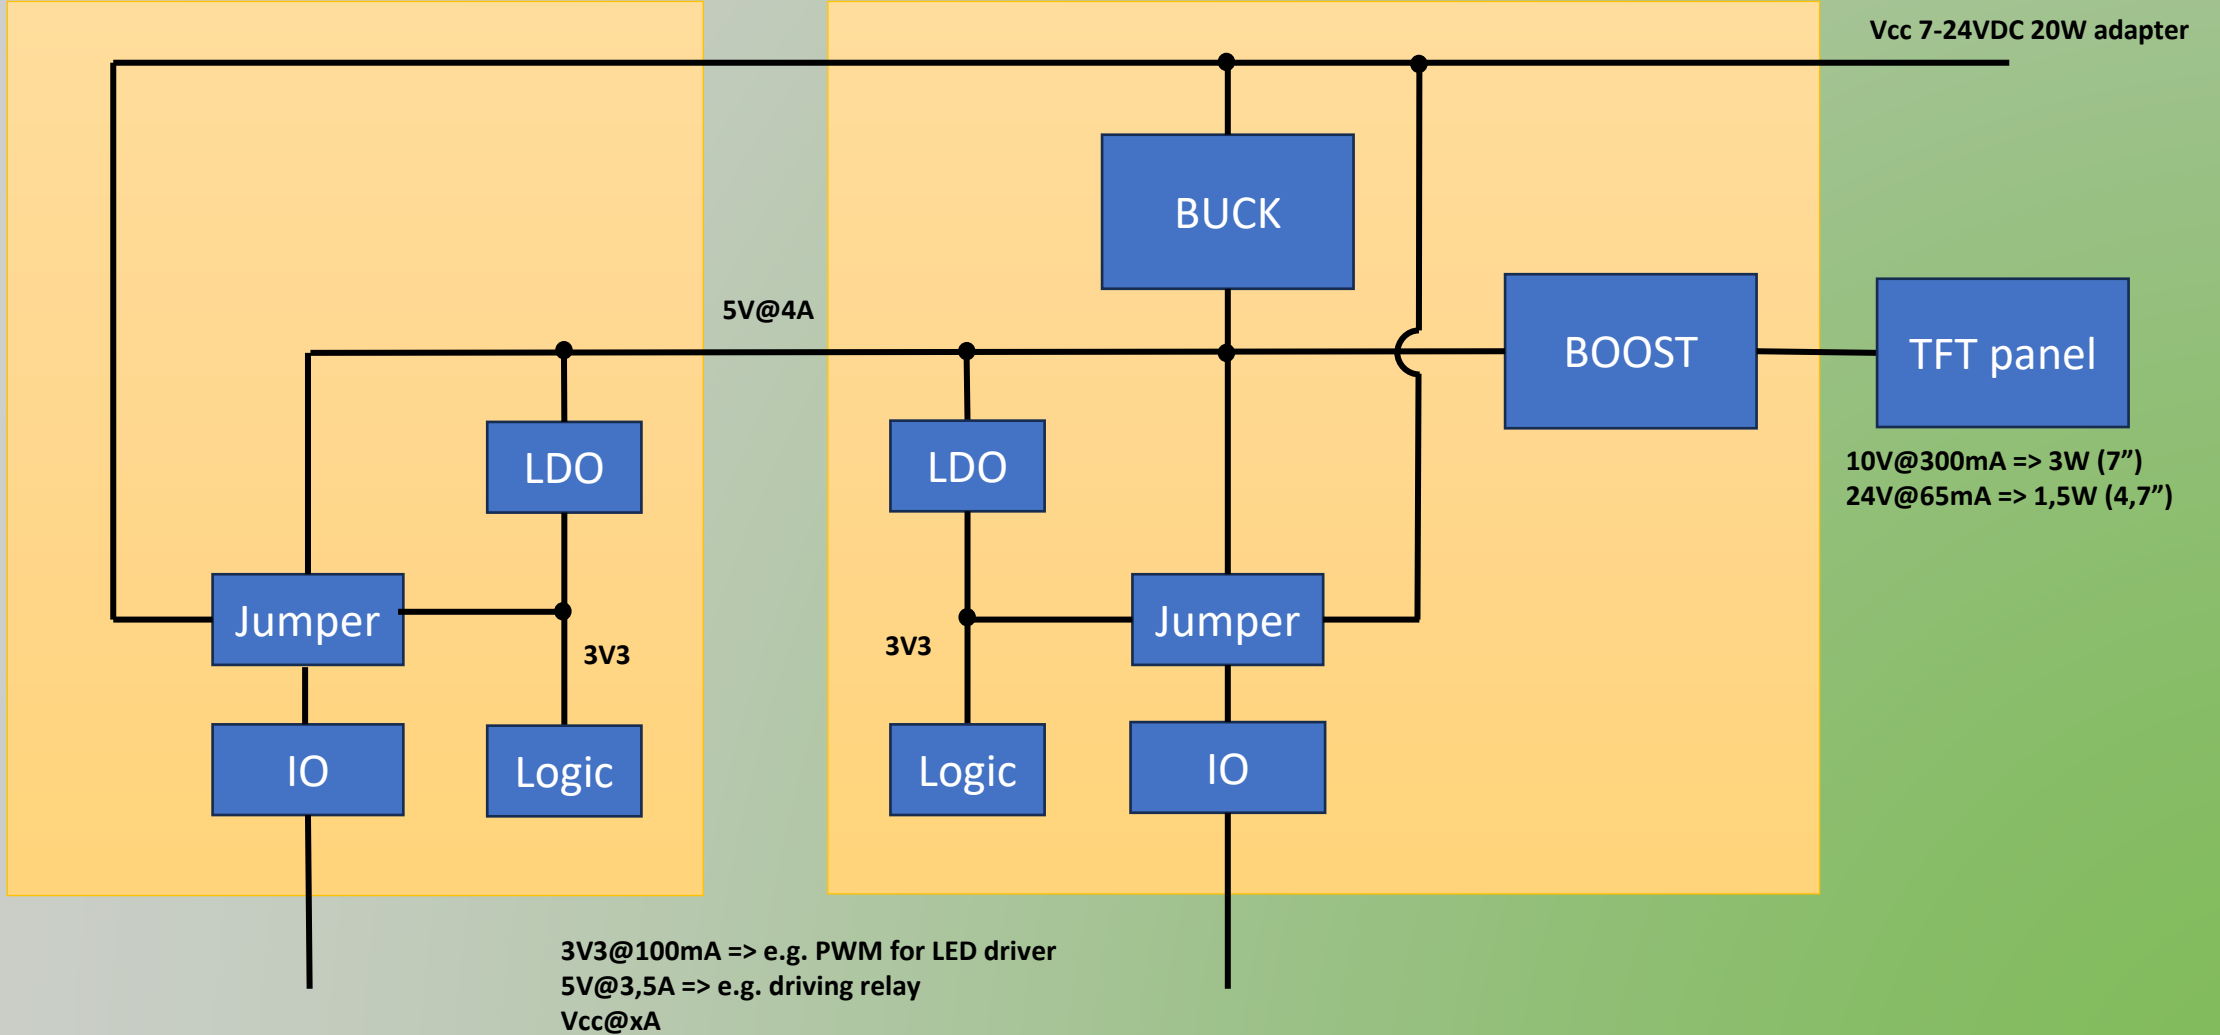 Vcc 7-24VDC 20W adapter
BUCK
5V@4A
BOOST
TFT panel
LDO
LDO
10V@300mA => 3W (7”)
24V@65mA => 1,5W (4,7”)
Jumper
3V3
3V3
Jumper
IO
Logic
Logic
IO
3V3@100mA => e.g. PWM for LED driver
5V@3,5A => e.g. driving relay
Vcc@xA